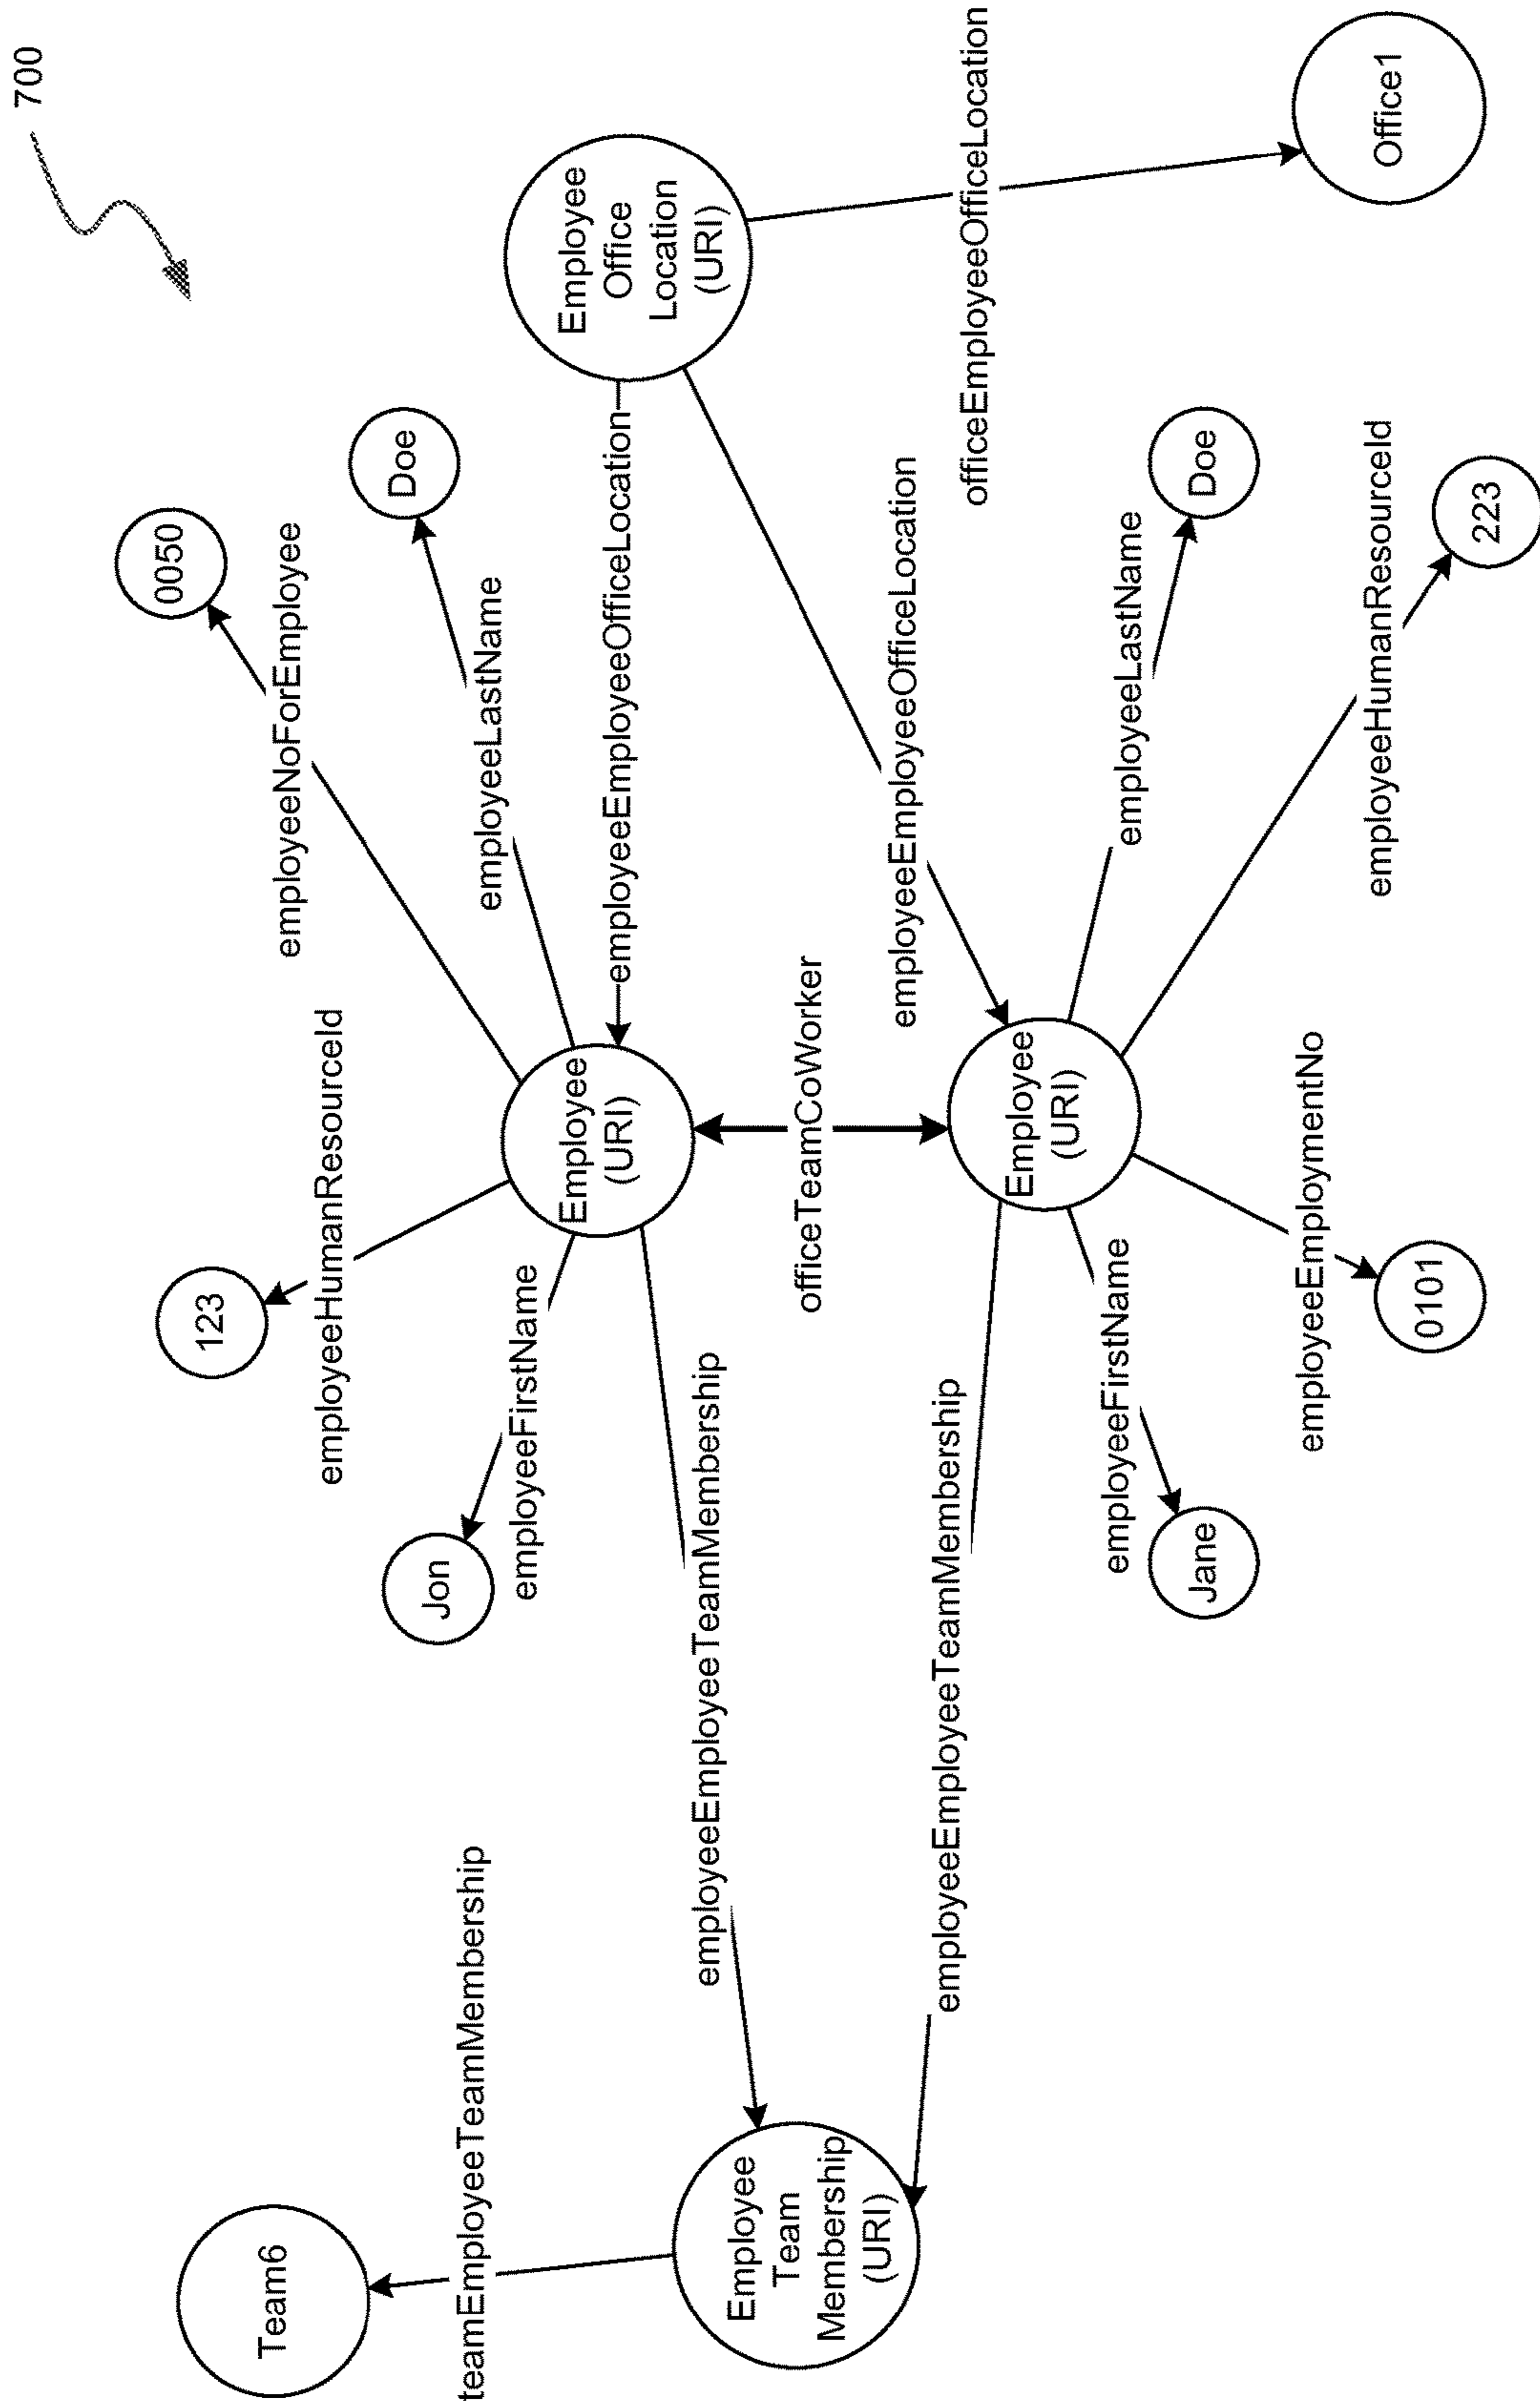 700
Team6
teamEmployeeTeamMembership
Employee
Team
Membership
(URI)
employeeEmployeeTeamMembership
employeeEmployeeTeamMembership
Jon
employeeFirstName
123
employeeHumanResourceId
Employee
(URI)
employeeNoForEmployee
0050
employeeLastName
Doe
employeeEmployeeOfficeLocation
officeTeamCoWorker
Employee
(URI)
employeeEmployeeOfficeLocation
Employee
Office
Location
(URI)
officeEmployeeOfficeLocation
Office1
employeeFirstName
Jane
employeeEmploymentNo
0101
employeeLastName
Doe
employeeHumanResourceId
223